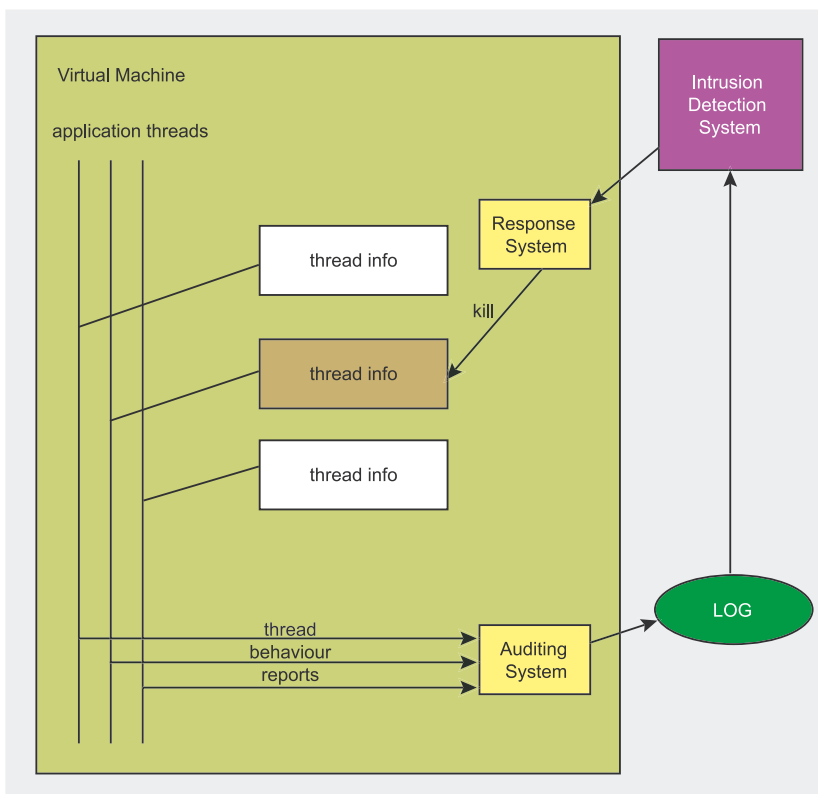 Virtual Machine
application threads
Intrusion
Detection
System
Response
System
thread info
kill
thread info
thread info
LOG
thread
behaviour
reports
Auditing
System